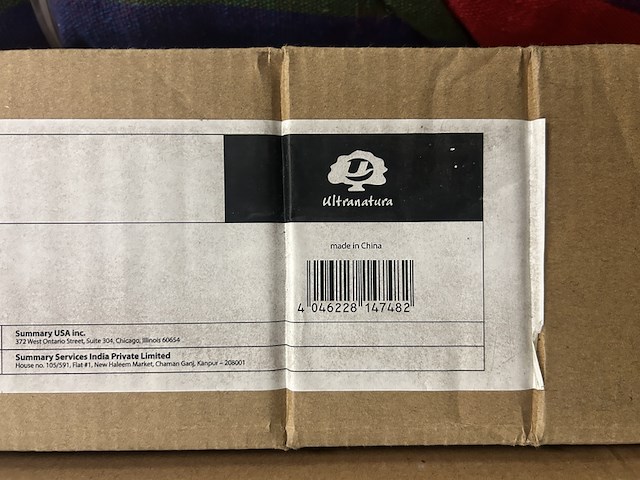 Ultranatura
made in China
4 046228 147482
Summary USA inc.
372 West Ontario Street, Suite 304, Chicago, Illinois 60654
Summary Services India Private Limited
House no. 105/591, Flat #1, New Haleem Market, Chaman Ganj, Kanpur – 208001